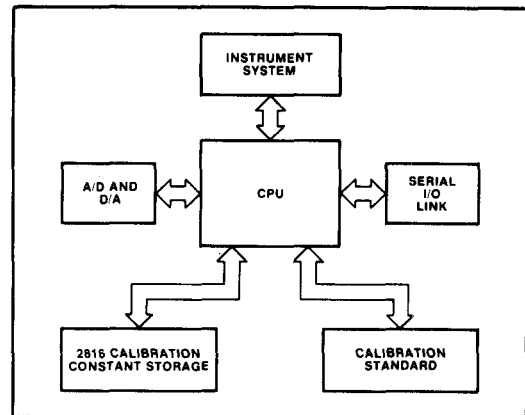 INSTRUMENT
SYSTEM
A/D AND
D/A
CPU
SERIAL
I/O
LINK
2816 CALIBRATION
CONSTANT STORAGE
CALIBRATION
STANDARD